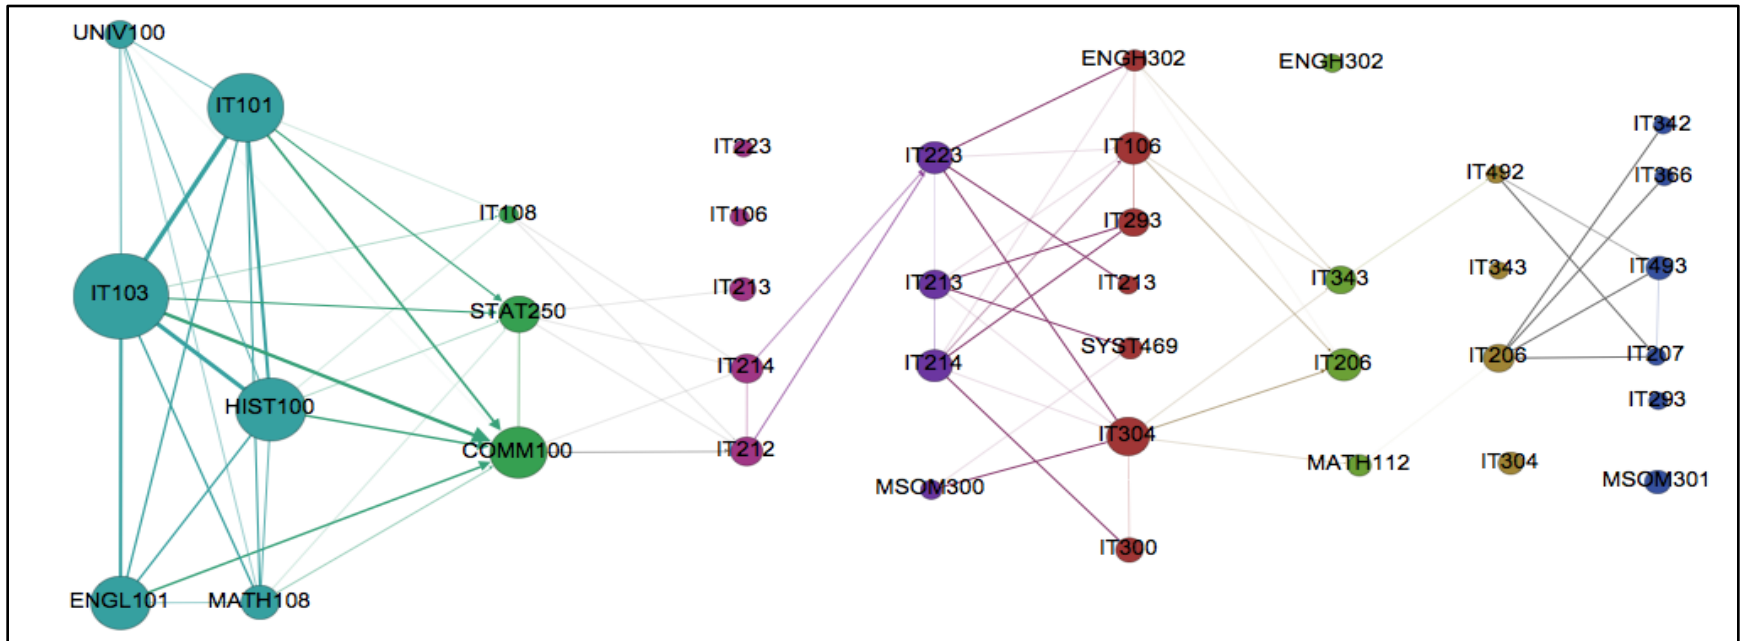 UNIV100
IT101
IT103
HIST100
ENGL101
MATH108
IT108
STAT250
COMM100
IT223
IT106
IT213
IT214
IT212
IT223
IT213
IT214
MSOM300
ENGH302
IT106
IT293
IT213
SYST469
IT304
IT300
ENGH302
IT343
IT206
MATH112
IT492
IT343
IT206
IT304
IT342
IT366
IT493
IT207
IT293
MSOM301